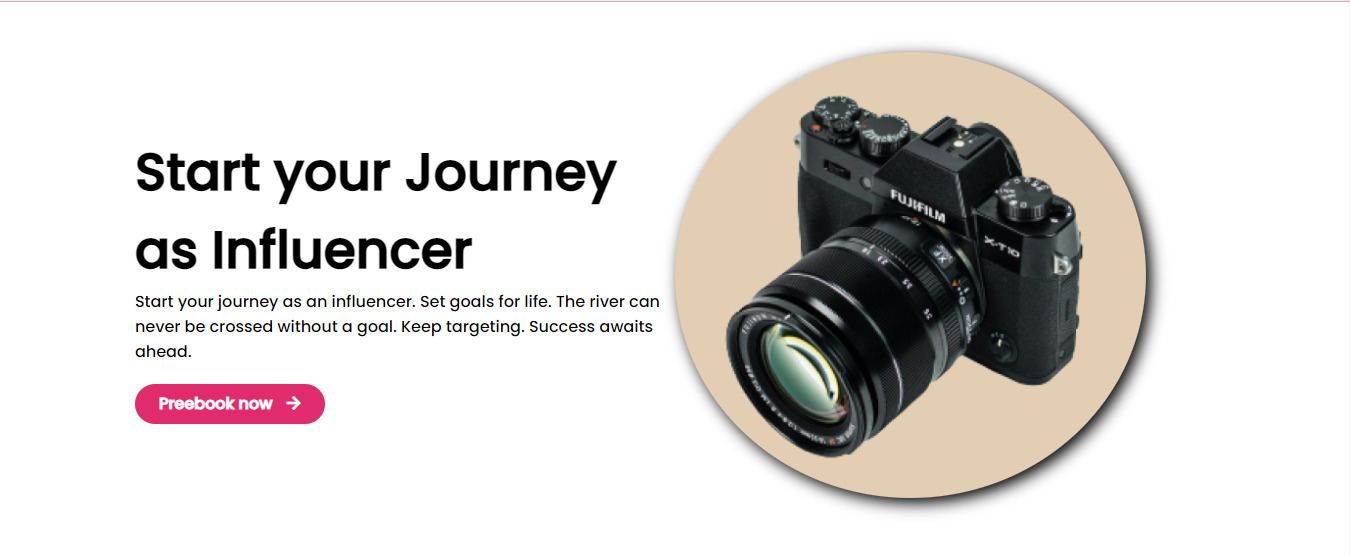 Start your Journey
as Influencer
Start your journey as an influencer. Set goals for life. The river can
never be crossed without a goal. Keep targeting. Success awaits
ahead.
Preebook now
FUJIFILM
X-T10
XF